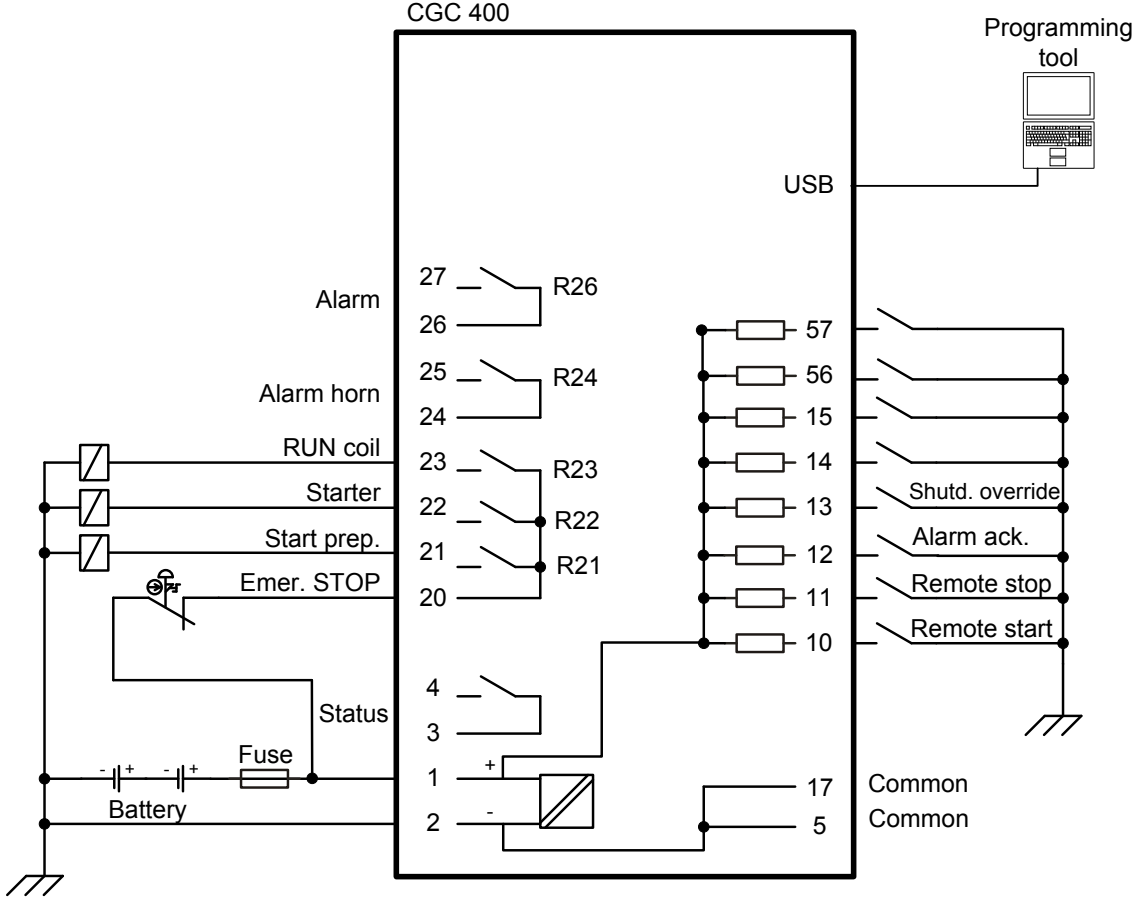 CGC 400
Programming
tool
USB
27
R26
Alarm
26
57
25
R24
56
Alarm horn
24
15
RUN coil
23
R23
14
Starter
22
R22
13
Shutd. override
Start prep.
21
R21
12
Alarm ack.
Emer. STOP
20
11
Remote stop
10
Remote start
4
Status
3
Fuse
- + - +
1
+
17
Common
Battery
2
-
5
Common